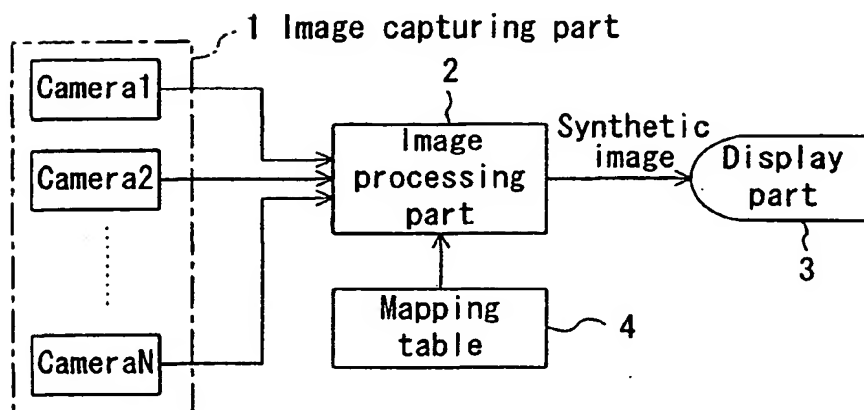 1 Image capturing part
Camera1
Camera2
CameraN
2
Image
processing
part
Synthetic
image
Display
part
3
Mapping
table
4